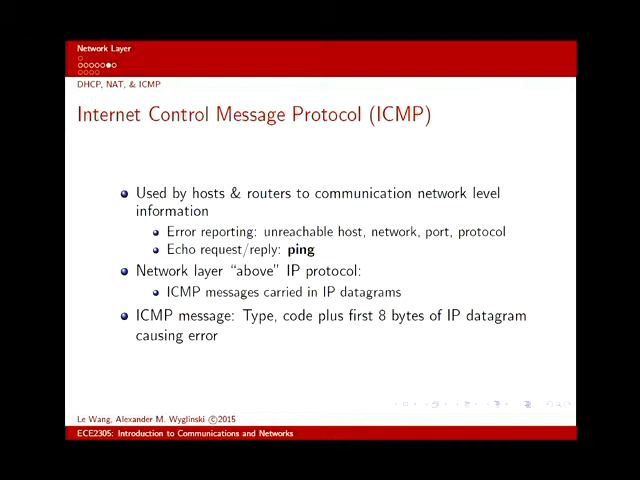 Network Layer
DHCP, NAT, & ICMP
Internet Control Message Protocol (ICMP)
Used by hosts & routers to communication network level
information
Error reporting: unreachable host, network, port, protocol
Echo request/reply: ping
Network layer “above” IP protocol:
ICMP messages carried in IP datagrams
ICMP message: Type, code plus first 8 bytes of IP datagram
causing error
Le Wang, Alexander M. Wyglinski ©2015
ECE2305: Introduction to Communications and Networks